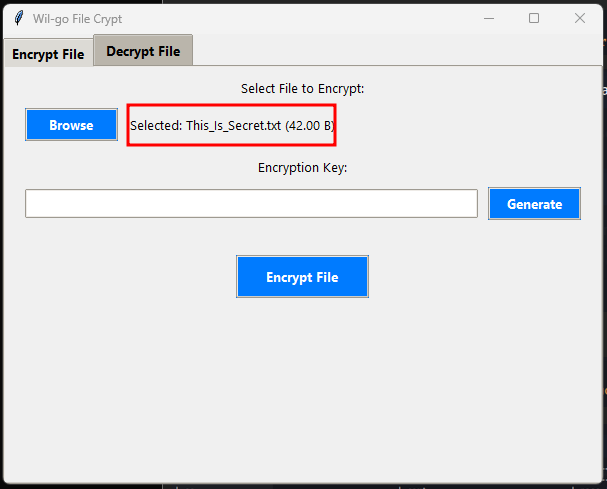 Wil-go File Crypt
Encrypt File Decrypt File
Select File to Encrypt:
Browse Selected: This_Is_Secret.txt (42.00 B)
Encryption Key:
Generate
Encrypt File